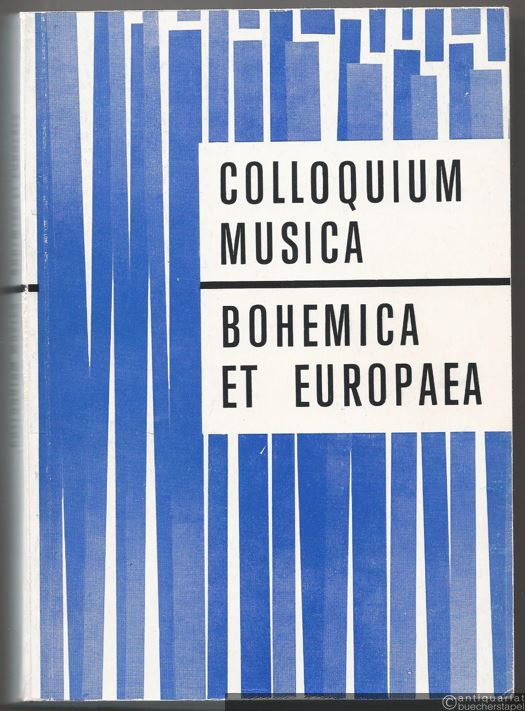 COLLOQUIUM
MUSICA
BOHEMICA
ET EUROPAEA
©antiquariat
buecherstapel